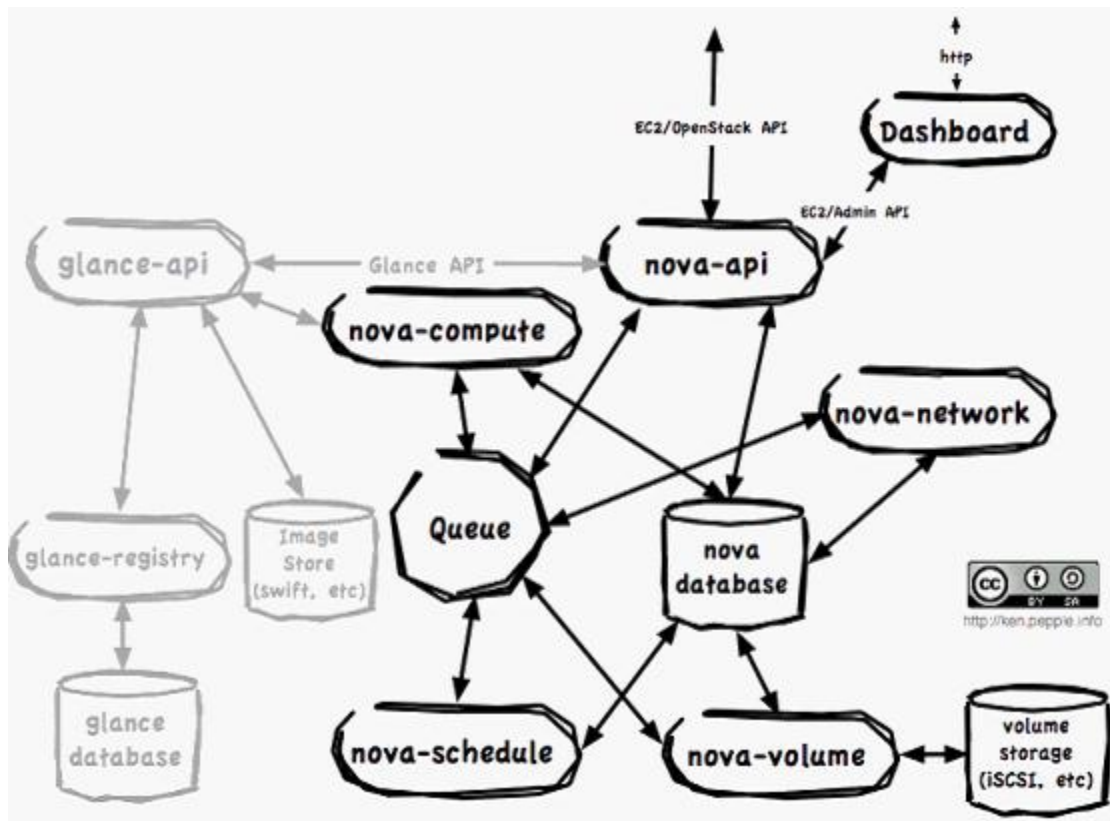 http
EC2/OpenStack API
Dashboard
EC2/Admin API
glance-api
Glance API
nova-api
nova-compute
nova-network
Queue
nova
database
glance-registry
Image
Store
(swift, etc)
CC
BY SA
http://ken.pepple.info
glance
database
nova-schedule
nova-volume
volume
storage
(iSCSI, etc)